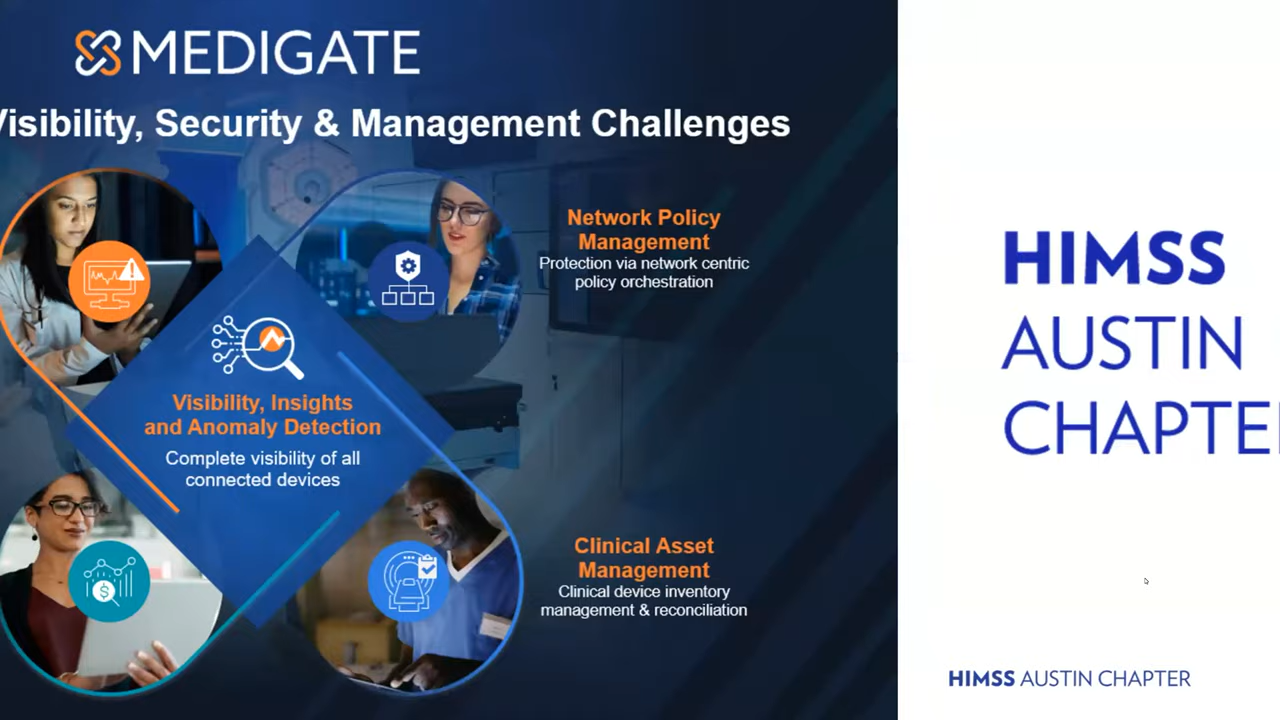 MEDIGATE
Visibility, Security & Management Challenges
Network Policy
Management
Protection via network centric
policy orchestration
Visibility, Insights
and Anomaly Detection
Complete visibility of all
connected devices
Clinical Asset
Management
Clinical device inventory
management & reconciliation
HIMSS
AUSTIN
CHAPTER
HIMSS AUSTIN CHAPTER